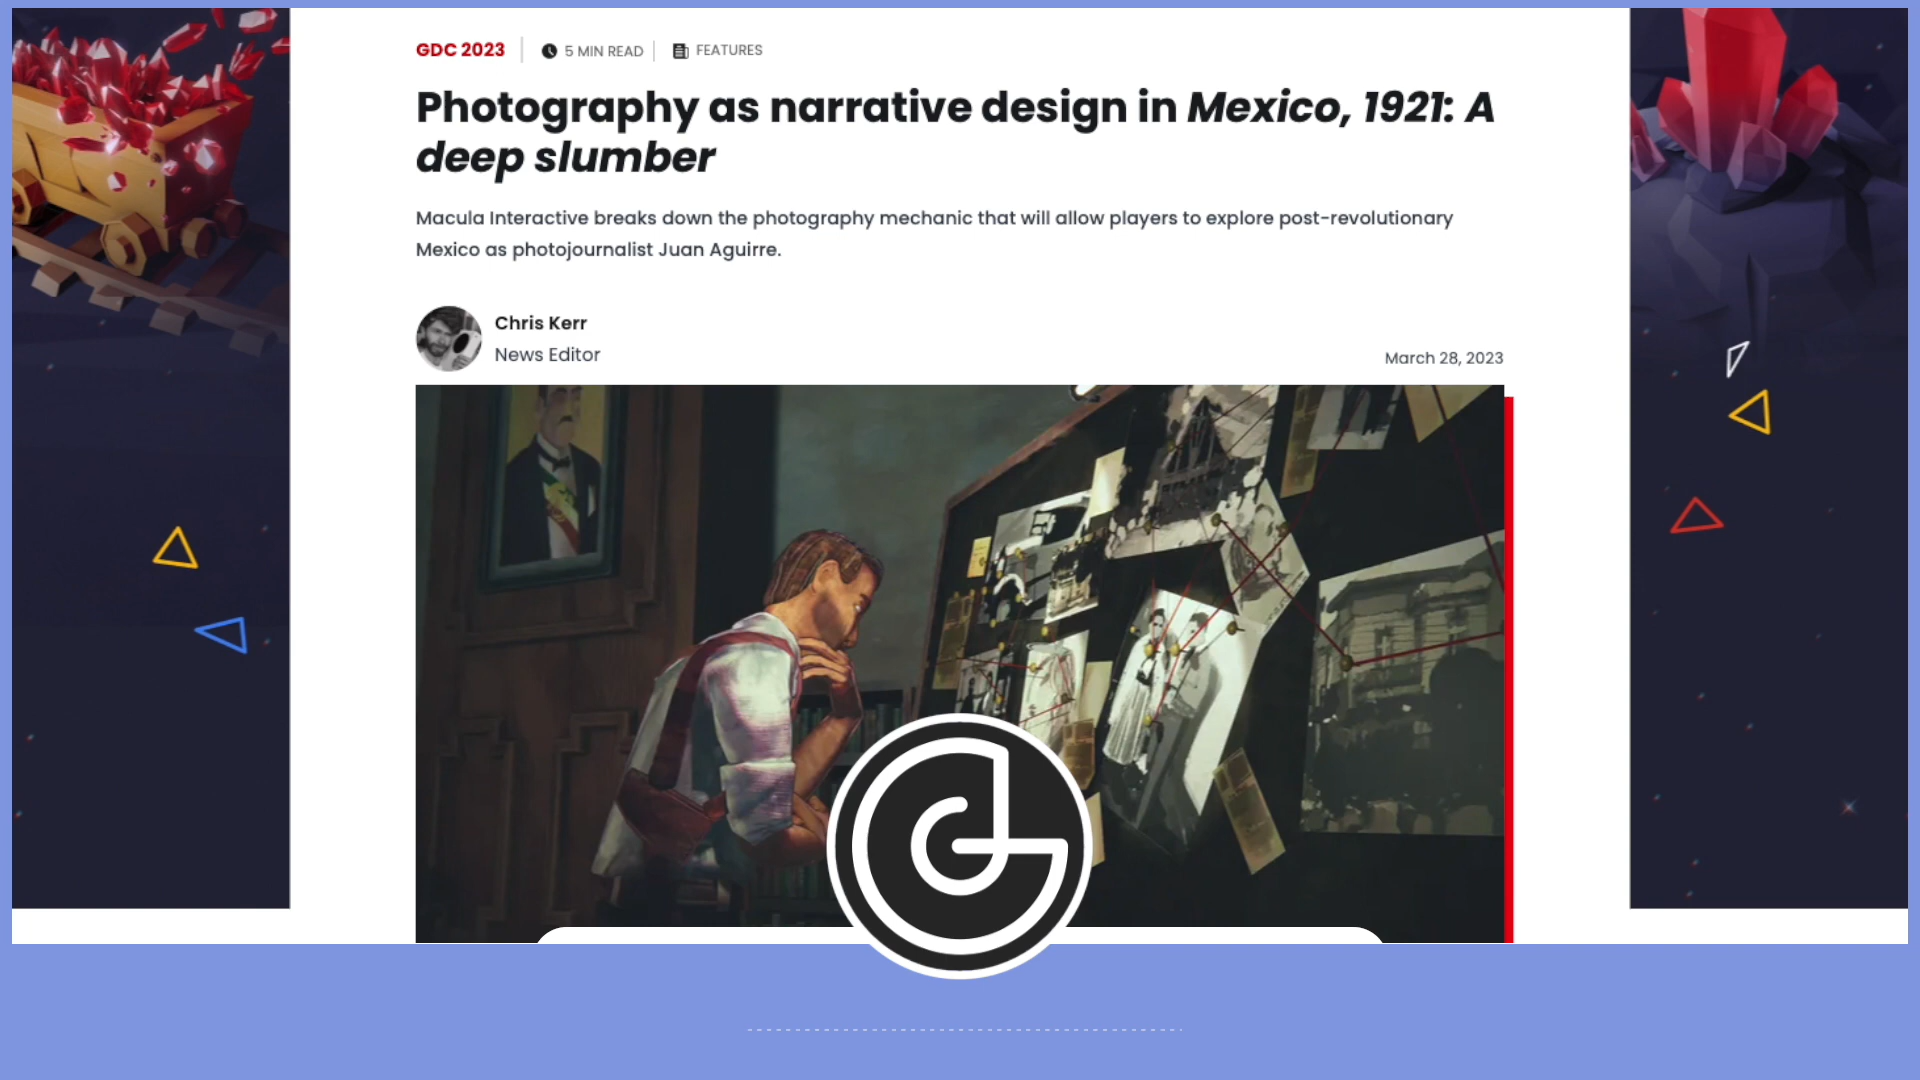 GDC 2023
5 MIN READ
FEATURES
Photography as narrative design in Mexico, 1921: A
deep slumber
Macula Interactive breaks down the photography mechanic that will allow players to explore post-revolutionary
Mexico as photojournalist Juan Aguirre.
Chris Kerr
News Editor
March 28, 2023